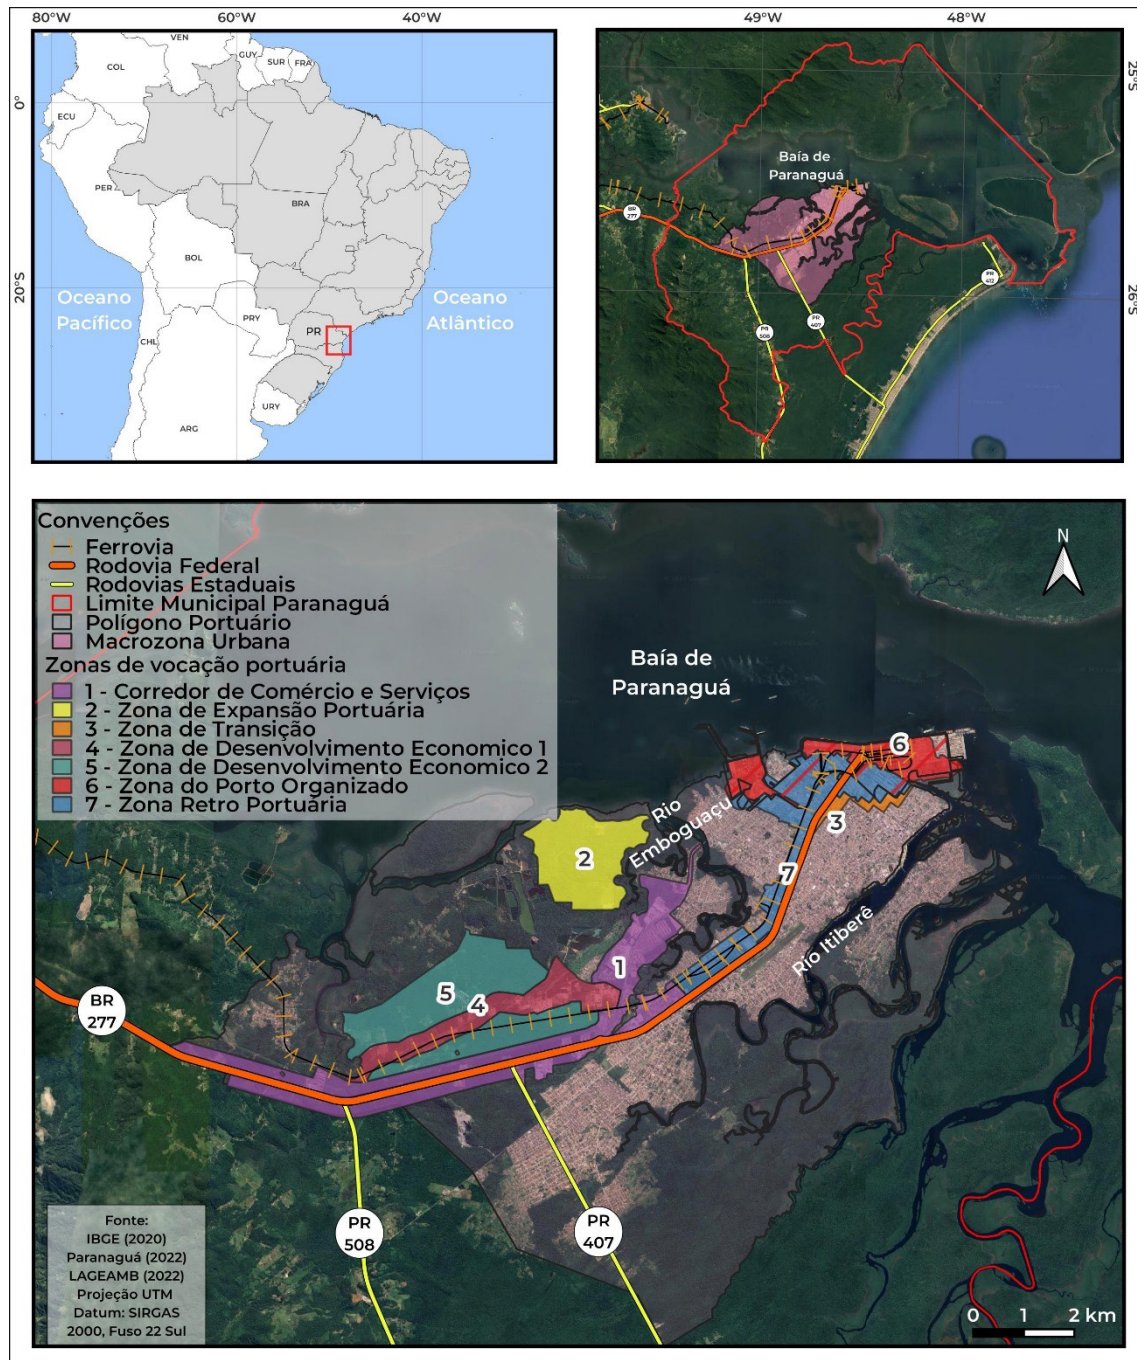 80°W
60°W
40°W
0°
20°S
VEN
COL
GUY
SUR
FRA
ECU
PER
BRA
BOL
PRY
PR
CHL
URY
ARG
Oceano
Pacífico
Oceano
Atlântico
49°W
48°W
25°S
26°S
Baía de
Paranaguá
BR
277
PR
508
PR
407
PR
412
Convenções
Ferrovia
Rodovia Federal
Rodovias Estaduais
Limite Municipal Paranaguá
Polígono Portuário
Macrozona Urbana
Zonas de vocação portuária
1 - Corredor de Comércio e Serviços
2 - Zona de Expansão Portuária
3 - Zona de Transição
4 - Zona de Desenvolvimento Economico 1
5 - Zona de Desenvolvimento Economico 2
6 - Zona do Porto Organizado
7 - Zona Retro Portuária
N
Baía de
Paranaguá
6
3
Rio
Emboguaçu
2
7
Rio Itiberê
1
5
4
BR
277
PR
508
PR
407
Fonte:
IBGE (2020)
Paranaguá (2022)
LAGEAMB (2022)
Projeção UTM
Datum: SIRGAS
2000, Fuso 22 Sul
0 1 2 km